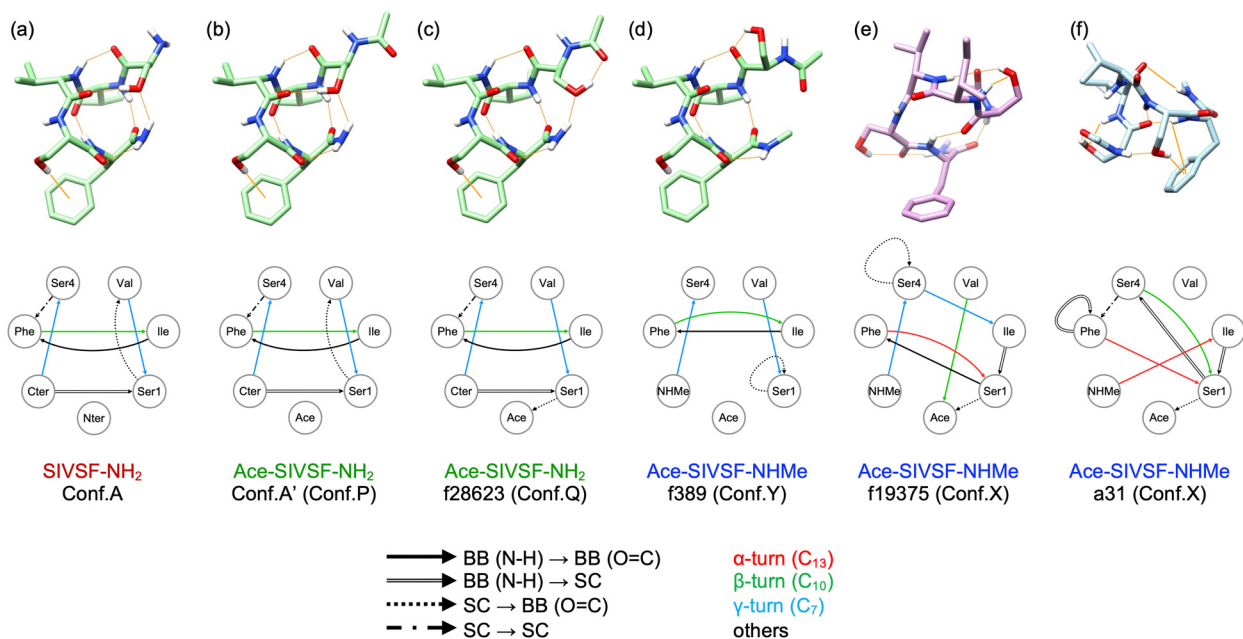 (a) (b) (c) (d) (e) (f)
Ser4 Val Phe Ile Cter Ser1 Nter
Ser4 Val Phe Ile Cter Ser1 Ace
Ser4 Val Phe Ile Cter Ser1 Ace
Ser4 Val Phe Ile NHMe Ser1 Ace
Ser4 Val Phe Ile NHMe Ser1 Ace
Ser4 Val Phe Ile NHMe Ser1 Ace
SIVSF-NH₂ Ace-SIVSF-NH₂ Ace-SIVSF-NH₂ Ace-SIVSF-NHMe Ace-SIVSF-NHMe Ace-SIVSF-NHMe
Conf.A Conf.A' (Conf.P) f28623 (Conf.Q) f389 (Conf.Y) f19375 (Conf.X) a31 (Conf.X)
BB (N-H) → BB (O=C) α-turn (C₁₃)
BB (N-H) → SC β-turn (C₁₀)
SC → BB (O=C) γ-turn (C₇)
SC → SC others